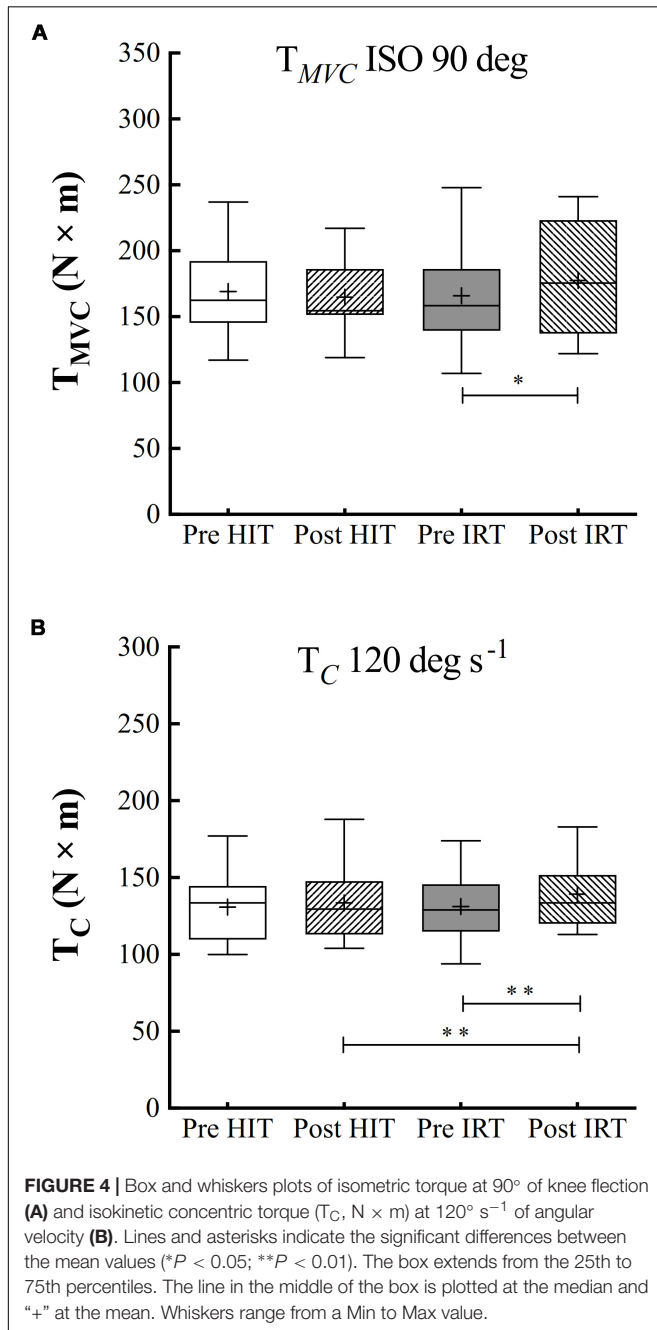 A
T_MVC ISO 90 deg
T_MVC (N × m)
350
300
250
200
150
100
50
0
*
Pre HIT Post HIT Pre IRT Post IRT
B
T_C 120 deg s⁻¹
T_C (N × m)
300
250
200
150
100
50
0
**
**
Pre HIT Post HIT Pre IRT Post IRT
FIGURE 4 | Box and whiskers plots of isometric torque at 90° of knee flection
(A) and isokinetic concentric torque (T_C, N × m) at 120° s⁻¹ of angular
velocity (B). Lines and asterisks indicate the significant differences between
the mean values (*P < 0.05; **P < 0.01). The box extends from the 25th to
75th percentiles. The line in the middle of the box is plotted at the median and
“+” at the mean. Whiskers range from a Min to Max value.